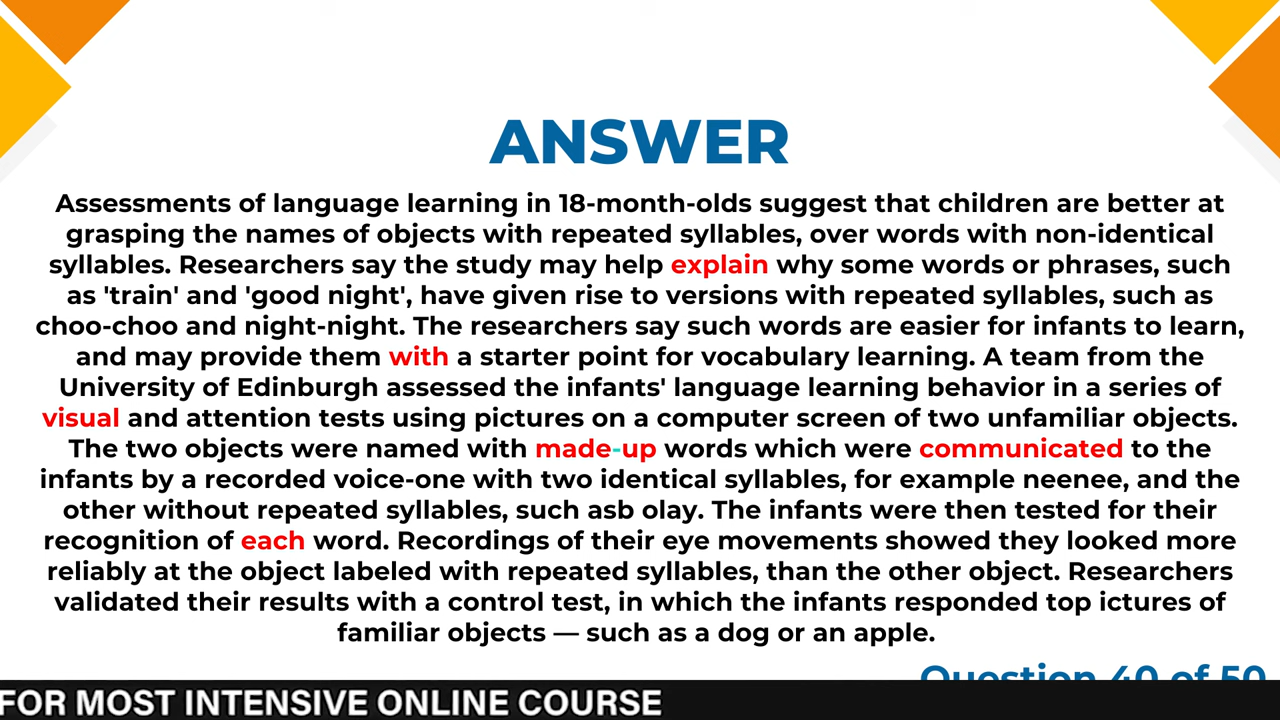 ANSWER
Assessments of language learning in 18-month-olds suggest that children are better at
grasping the names of objects with repeated syllables, over words with non-identical
syllables. Researchers say the study may help explain why some words or phrases, such
as 'train' and 'good night', have given rise to versions with repeated syllables, such as
choo-choo and night-night. The researchers say such words are easier for infants to learn,
and may provide them with a starter point for vocabulary learning. A team from the
University of Edinburgh assessed the infants' language learning behavior in a series of
visual and attention tests using pictures on a computer screen of two unfamiliar objects.
The two objects were named with made-up words which were communicated to the
infants by a recorded voice-one with two identical syllables, for example neenee, and the
other without repeated syllables, such asb olay. The infants were then tested for their
recognition of each word. Recordings of their eye movements showed they looked more
reliably at the object labeled with repeated syllables, than the other object. Researchers
validated their results with a control test, in which the infants responded top ictures of
familiar objects — such as a dog or an apple.
Question 40 of 50
FOR MOST INTENSIVE ONLINE COURSE